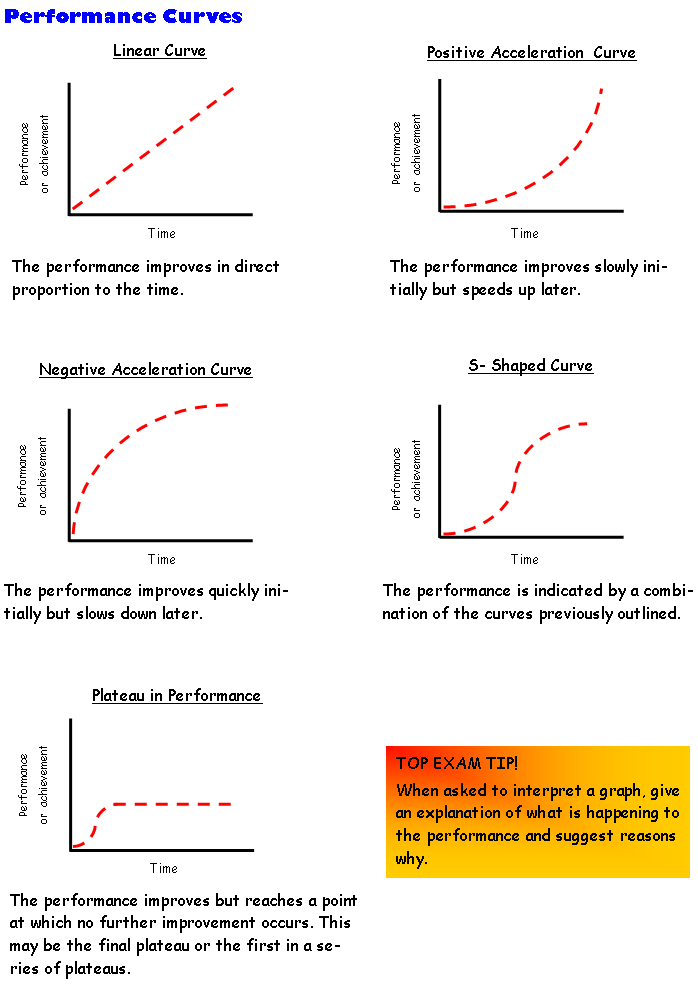 Performance Curves
Linear Curve
Performance
or achievement
Time
The performance improves in direct
proportion to the time.
Positive Acceleration Curve
Performance
or achievement
Time
The performance improves slowly ini-
tially but speeds up later.
Negative Acceleration Curve
Performance
or achievement
Time
The performance improves quickly ini-
tially but slows down later.
S- Shaped Curve
Performance
or achievement
Time
The performance is indicated by a combi-
nation of the curves previously outlined.
Plateau in Performance
Performance
or achievement
Time
The performance improves but reaches a point
at which no further improvement occurs. This
may be the final plateau or the first in a se-
ries of plateaus.
TOP EXAM TIP!
When asked to interpret a graph, give
an explanation of what is happening to
the performance and suggest reasons
why.